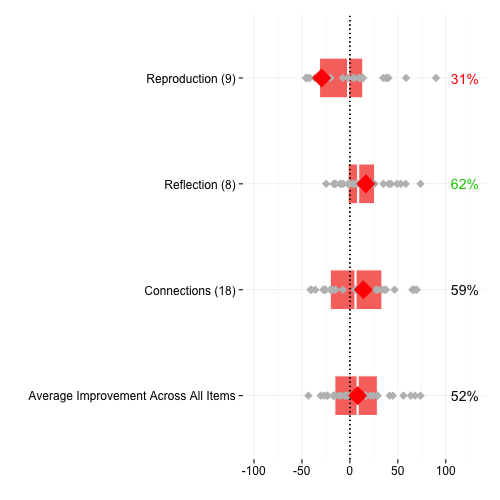 Reproduction (9)
31%
Reflection (8)
62%
Connections (18)
59%
Average Improvement Across All Items
52%
-100 -50 0 50 100